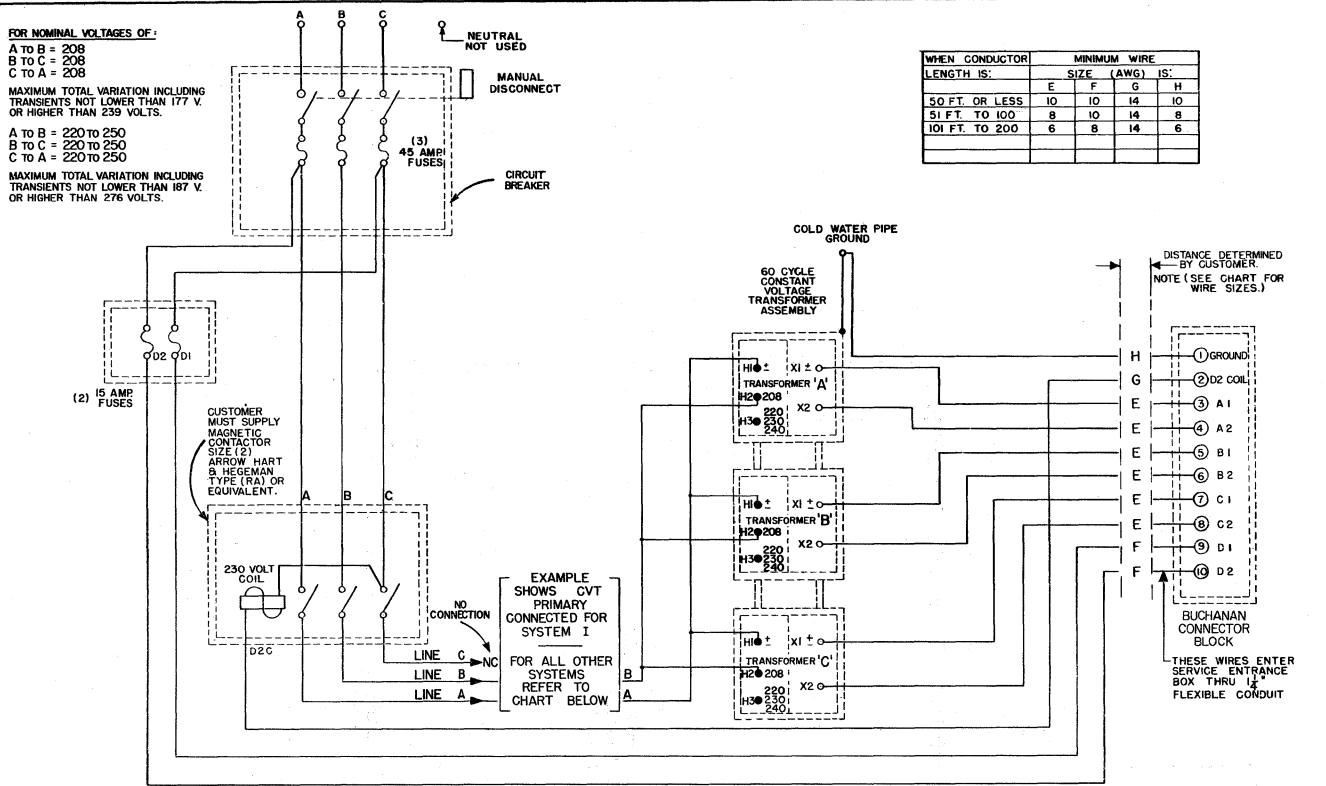 FOR NOMINAL VOLTAGES OF:
A TO B = 208
B TO C = 208
C TO A = 208
MAXIMUM TOTAL VARIATION INCLUDING
TRANSIENTS NOT LOWER THAN 177 V.
OR HIGHER THAN 239 VOLTS.
A TO B = 220 TO 250
B TO C = 220 TO 250
C TO A = 220 TO 250
MAXIMUM TOTAL VARIATION INCLUDING
TRANSIENTS NOT LOWER THAN 187 V.
OR HIGHER THAN 276 VOLTS.
A B C
NEUTRAL
NOT USED
MANUAL
DISCONNECT
(3)
45 AMP
FUSES
CIRCUIT
BREAKER
WHEN CONDUCTOR MINIMUM WIRE
LENGTH IS: SIZE (AWG) IS:
E F G H
50 FT. OR LESS 10 10 14 10
51 FT. TO 100 8 10 14 8
101 FT. TO 200 6 8 14 6
COLD WATER PIPE
GROUND
60 CYCLE
CONSTANT
VOLTAGE
TRANSFORMER
ASSEMBLY
DISTANCE DETERMINED
BY CUSTOMER.
NOTE (SEE CHART FOR
WIRE SIZES.)
D2 D1
(2) 15 AMP
FUSES
CUSTOMER
MUST SUPPLY
MAGNETIC
CONTACTOR
SIZE (2)
ARROW HART
& HEGEMAN
TYPE (RA) OR
EQUIVALENT.
A B C
230 VOLT
COIL
D2C
NO
CONNECTION
LINE C NC
LINE B
LINE A
EXAMPLE
SHOWS CVT
PRIMARY
CONNECTED FOR
SYSTEM I
FOR ALL OTHER
SYSTEMS
REFER TO
CHART BELOW
B
A
H1 ± X1 ±
TRANSFORMER 'A'
H2 208
X2
220
H3 230
240
H1 ± X1 ±
TRANSFORMER 'B'
H2 208
X2
220
H3 230
240
H1 ± X1 ±
TRANSFORMER 'C'
H2 208
X2
220
H3 230
240
H 1 GROUND
G 2 D2 COIL
E 3 A1
E 4 A2
E 5 B1
E 6 B2
E 7 C1
E 8 C2
F 9 D1
F 10 D2
BUCHANAN
CONNECTOR
BLOCK
THESE WIRES ENTER
SERVICE ENTRANCE
BOX THRU 1 1/4"
FLEXIBLE CONDUIT